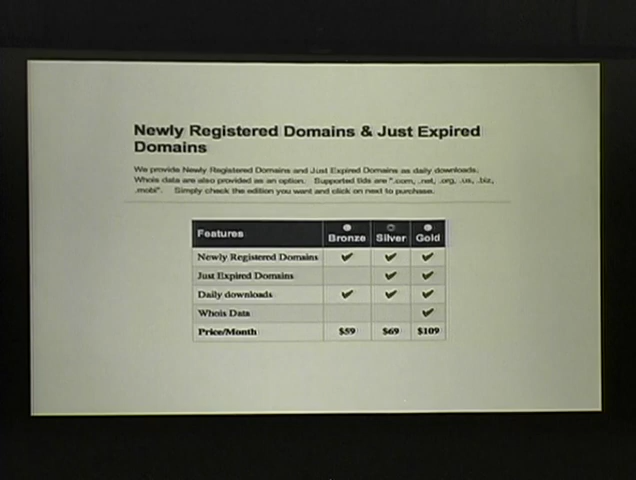 Newly Registered Domains & Just Expired
Domains
We provide Newly Registered Domains and Just Expired Domains as daily downloads.
Whois data are also provided as an option. Supported tlds are ".com, .net, .org, .us, .biz,
.mobi". Simply check the edition you want and click on next to purchase.
Features Bronze Silver Gold
Newly Registered Domains ✔ ✔ ✔
Just Expired Domains ✔ ✔
Daily downloads ✔ ✔ ✔
Whois Data ✔
Price/Month $59 $69 $109